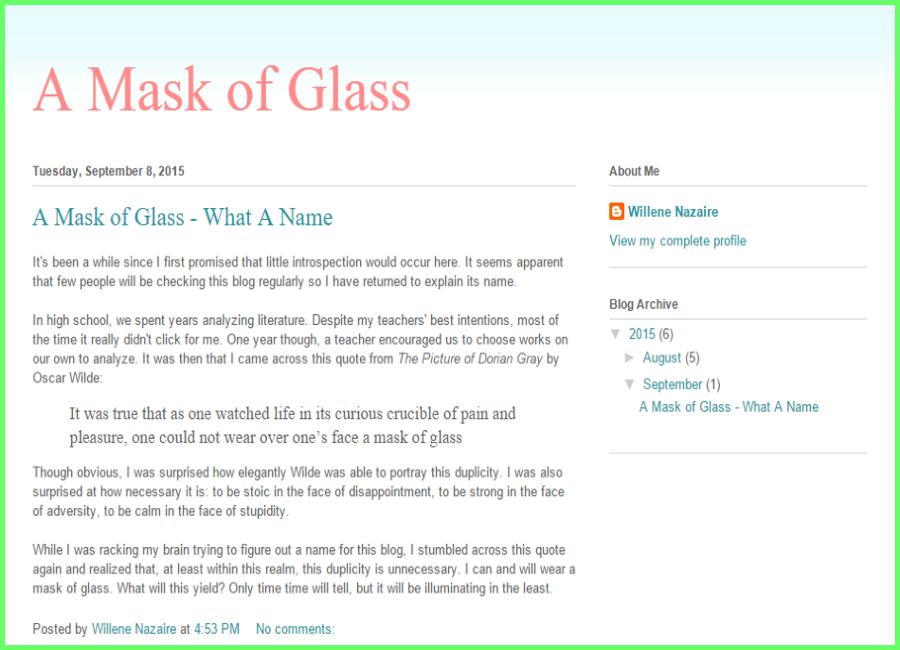 A Mask of Glass
Tuesday, September 8, 2015
A Mask of Glass - What A Name
It's been a while since I first promised that little introspection would occur here. It seems apparent
that few people will be checking this blog regularly so I have returned to explain its name.
In high school, we spent years analyzing literature. Despite my teachers' best intentions, most of
the time it really didn't click for me. One year though, a teacher encouraged us to choose works on
our own to analyze. It was then that I came across this quote from The Picture of Dorian Gray by
Oscar Wilde:
It was true that as one watched life in its curious crucible of pain and
pleasure, one could not wear over one’s face a mask of glass
Though obvious, I was surprised how elegantly Wilde was able to portray this duplicity. I was also
surprised at how necessary it is: to be stoic in the face of disappointment, to be strong in the face
of adversity, to be calm in the face of stupidity.
While I was racking my brain trying to figure out a name for this blog, I stumbled across this quote
again and realized that, at least within this realm, this duplicity is unnecessary. I can and will wear a
mask of glass. What will this yield? Only time time will tell, but it will be illuminating in the least.
Posted by Willene Nazaire at 4:53 PM No comments:
About Me
Willene Nazaire
View my complete profile
Blog Archive
▼ 2015 (6)
► August (5)
▼ September (1)
A Mask of Glass - What A Name